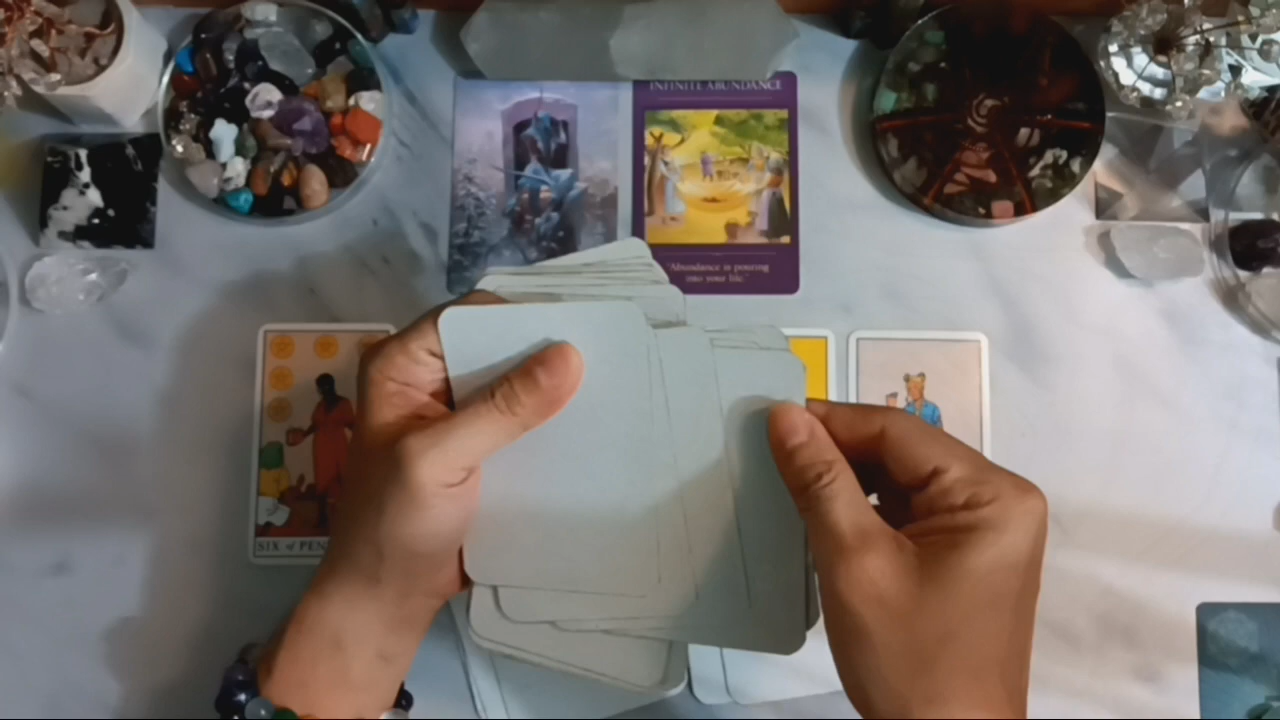 INFINITE ABUNDANCE
"Abundance is pouring
into your life."
SIX of PEN